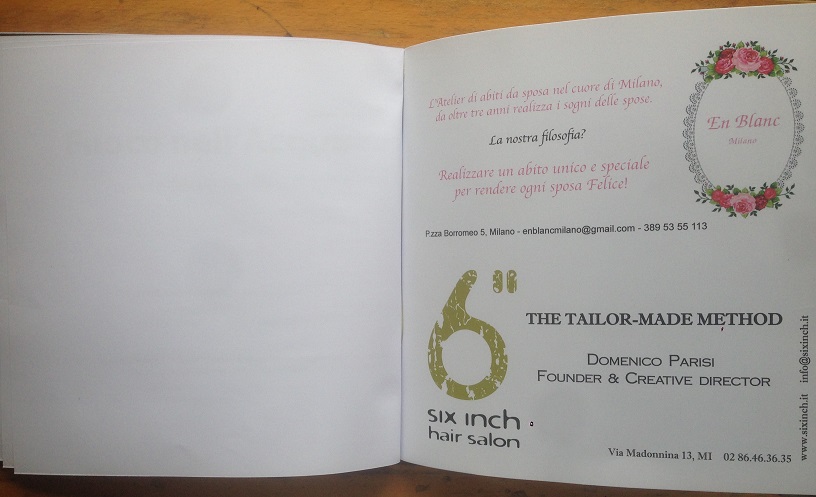 L'Atelier di abiti da sposa nel cuore di Milano,
da oltre tre anni realizza i sogni delle spose.
La nostra filosofia?
Realizzare un abito unico e speciale
per rendere ogni sposa Felice!
En Blanc
Milano
P.zza Borromeo 5, Milano - enblancmilano@gmail.com - 389 53 55 113
6"
six inch
hair salon
THE TAILOR-MADE METHOD
DOMENICO PARISI
FOUNDER & CREATIVE DIRECTOR
Via Madonnina 13, MI 02 86.46.36.35
www.sixinch.it info@sixinch.it